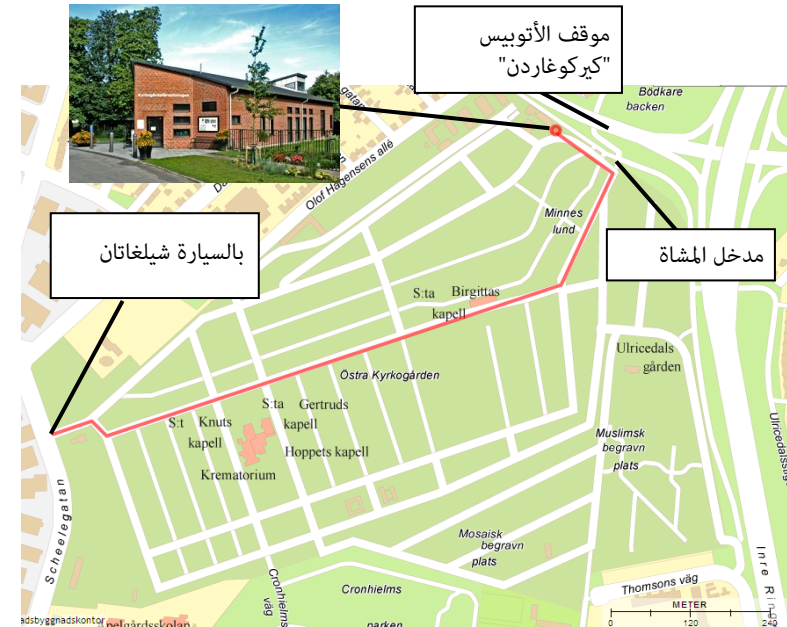 موقف الأتوبيس
"كيركوغاردن"
Bödkare
backen
Olof Hagensens allé
Minnes
lund
بالسيارة شيلغاتان
مدخل المشاة
S:ta Birgittas
kapell
Ulricedals
gården
Östra Kyrkogården
S:ta Gertruds
kapell
S:t Knuts
kapell
Hoppets kapell
Krematorium
Muslimsk
begravn
plats
Mosaisk
begravn
plats
Scheelegatan
Cronhielms
väg
Cronhielms
parken
Thomsons väg
METER
0 120 240